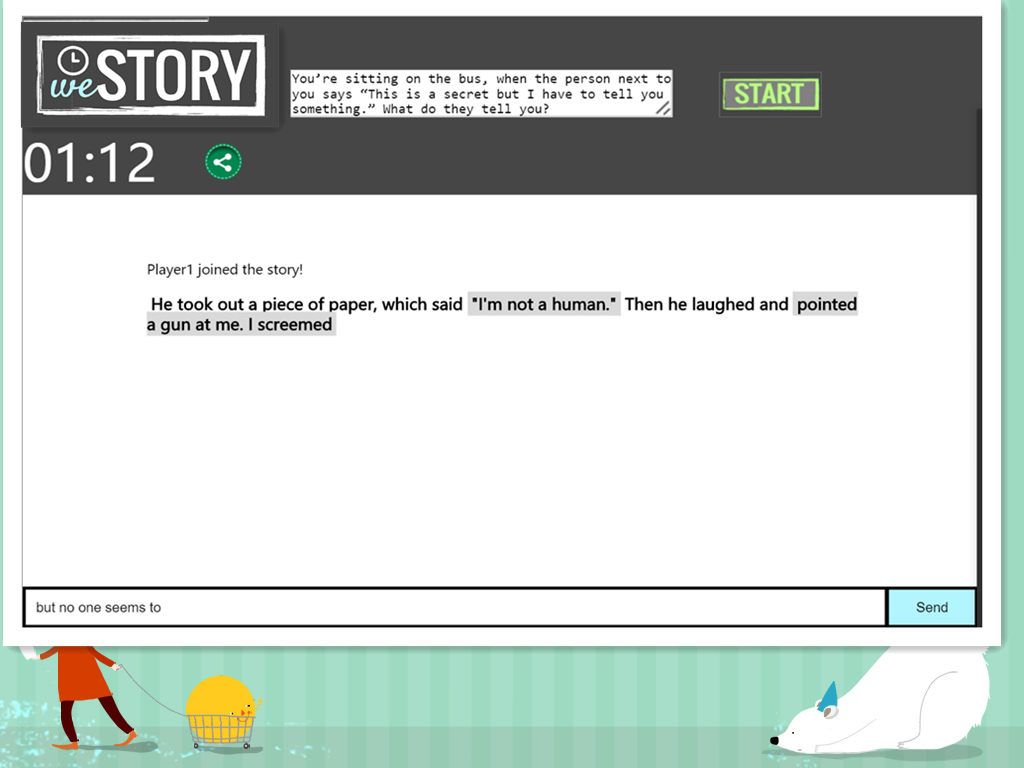 weSTORY
You're sitting on the bus, when the person next to
you says “This is a secret but I have to tell you
something.” What do they tell you?
START
01:12
Player1 joined the story!
He took out a piece of paper, which said "I'm not a human." Then he laughed and pointed
a gun at me. I screemed
but no one seems to
Send